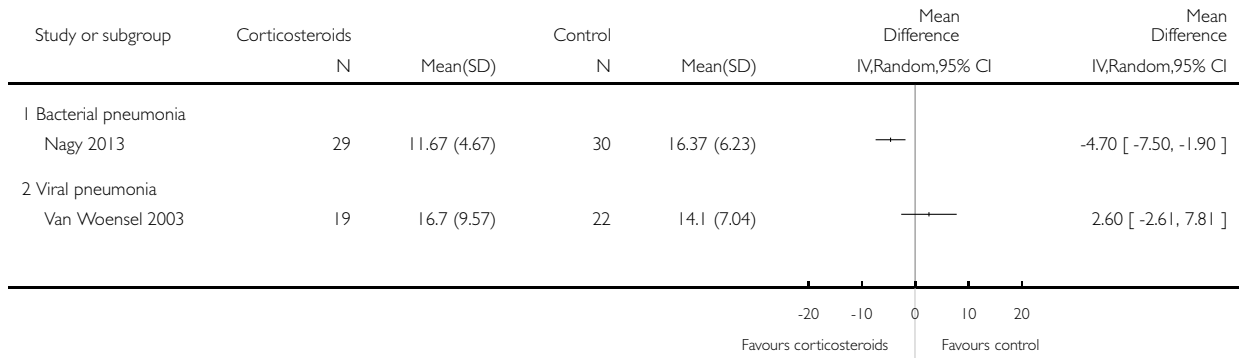 Study or subgroup Corticosteroids Control Mean Difference Mean Difference
N Mean(SD) N Mean(SD) IV,Random,95% CI IV,Random,95% CI
1 Bacterial pneumonia
Nagy 2013 29 11.67 (4.67) 30 16.37 (6.23) -4.70 [ -7.50, -1.90 ]
2 Viral pneumonia
Van Woensel 2003 19 16.7 (9.57) 22 14.1 (7.04) 2.60 [ -2.61, 7.81 ]
-20 -10 0 10 20
Favours corticosteroids Favours control